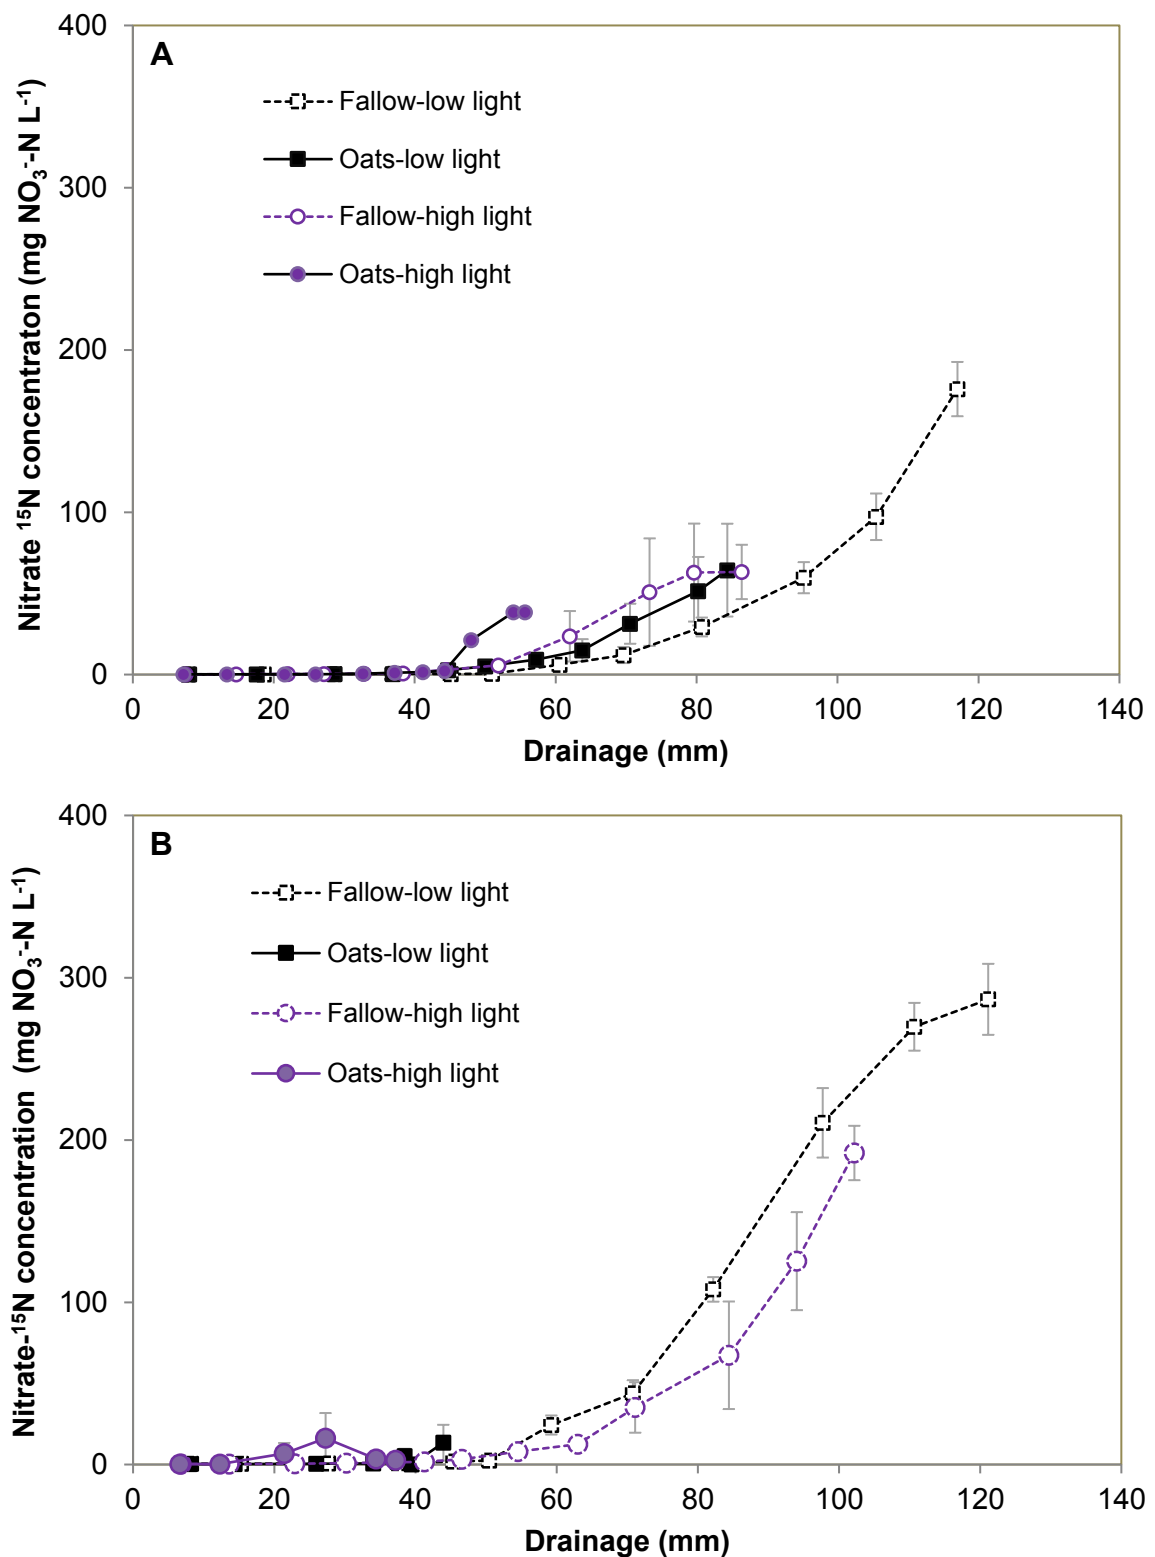 A
Nitrate ¹⁵N concentraton (mg NO₃⁻-N L⁻¹)
400
300
200
100
0
Fallow-low light
Oats-low light
Fallow-high light
Oats-high light
0 20 40 60 80 100 120 140
Drainage (mm)
B
Nitrate-¹⁵N concentration (mg NO₃⁻-N L⁻¹)
400
300
200
100
0
Fallow-low light
Oats-low light
Fallow-high light
Oats-high light
0 20 40 60 80 100 120 140
Drainage (mm)